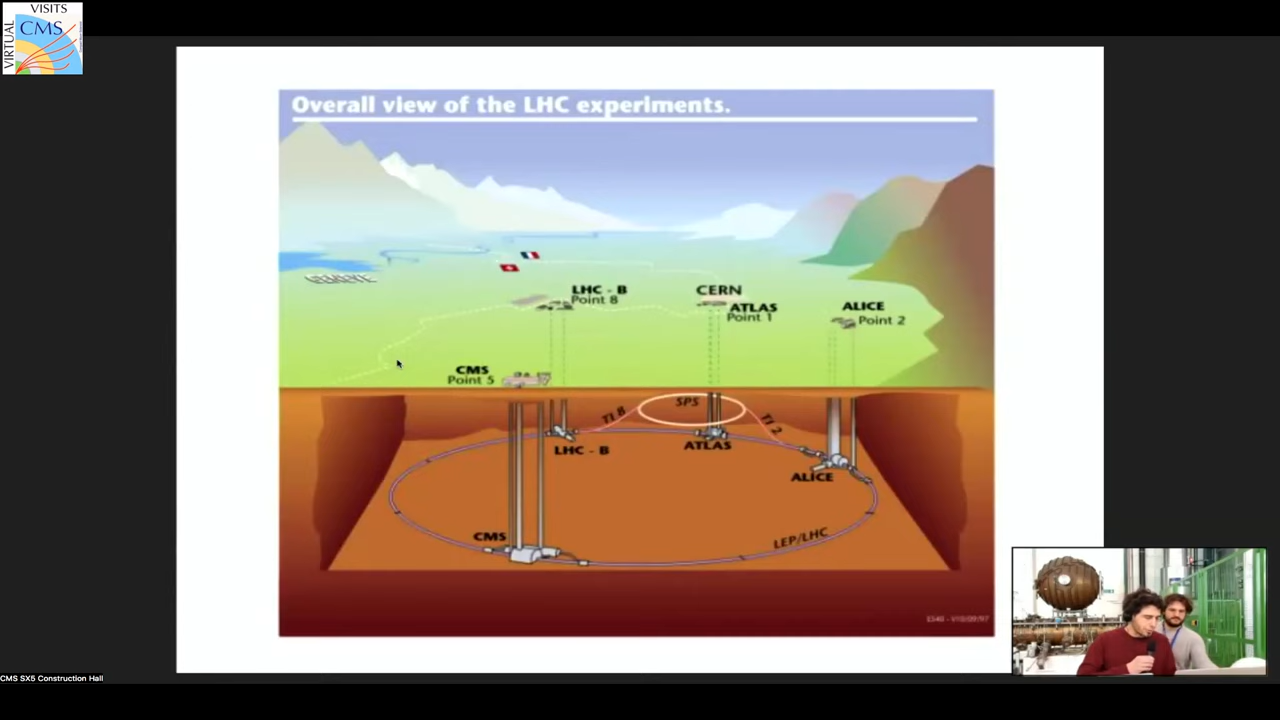 VISITS
VIRTUAL
CMS
Overall view of the LHC experiments.
GENEVE
LHC - B
Point 8
CERN
ATLAS
Point 1
ALICE
Point 2
CMS
Point 5
SPS
TI 8
TI 2
LHC - B
ATLAS
ALICE
CMS
LEP/LHC
CMS SX5 Construction Hall